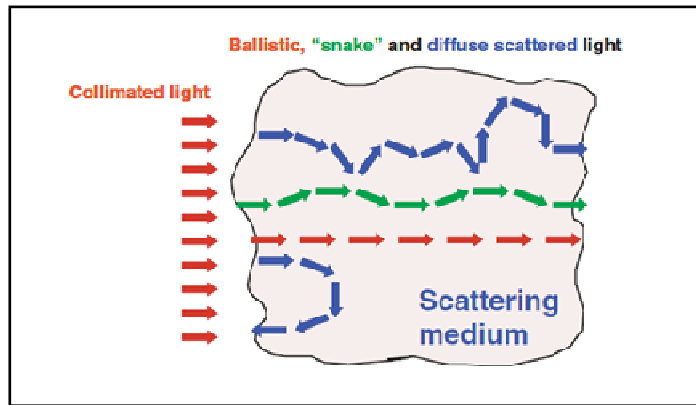 Ballistic, “snake” and diffuse scattered light
Collimated light
Scattering
medium